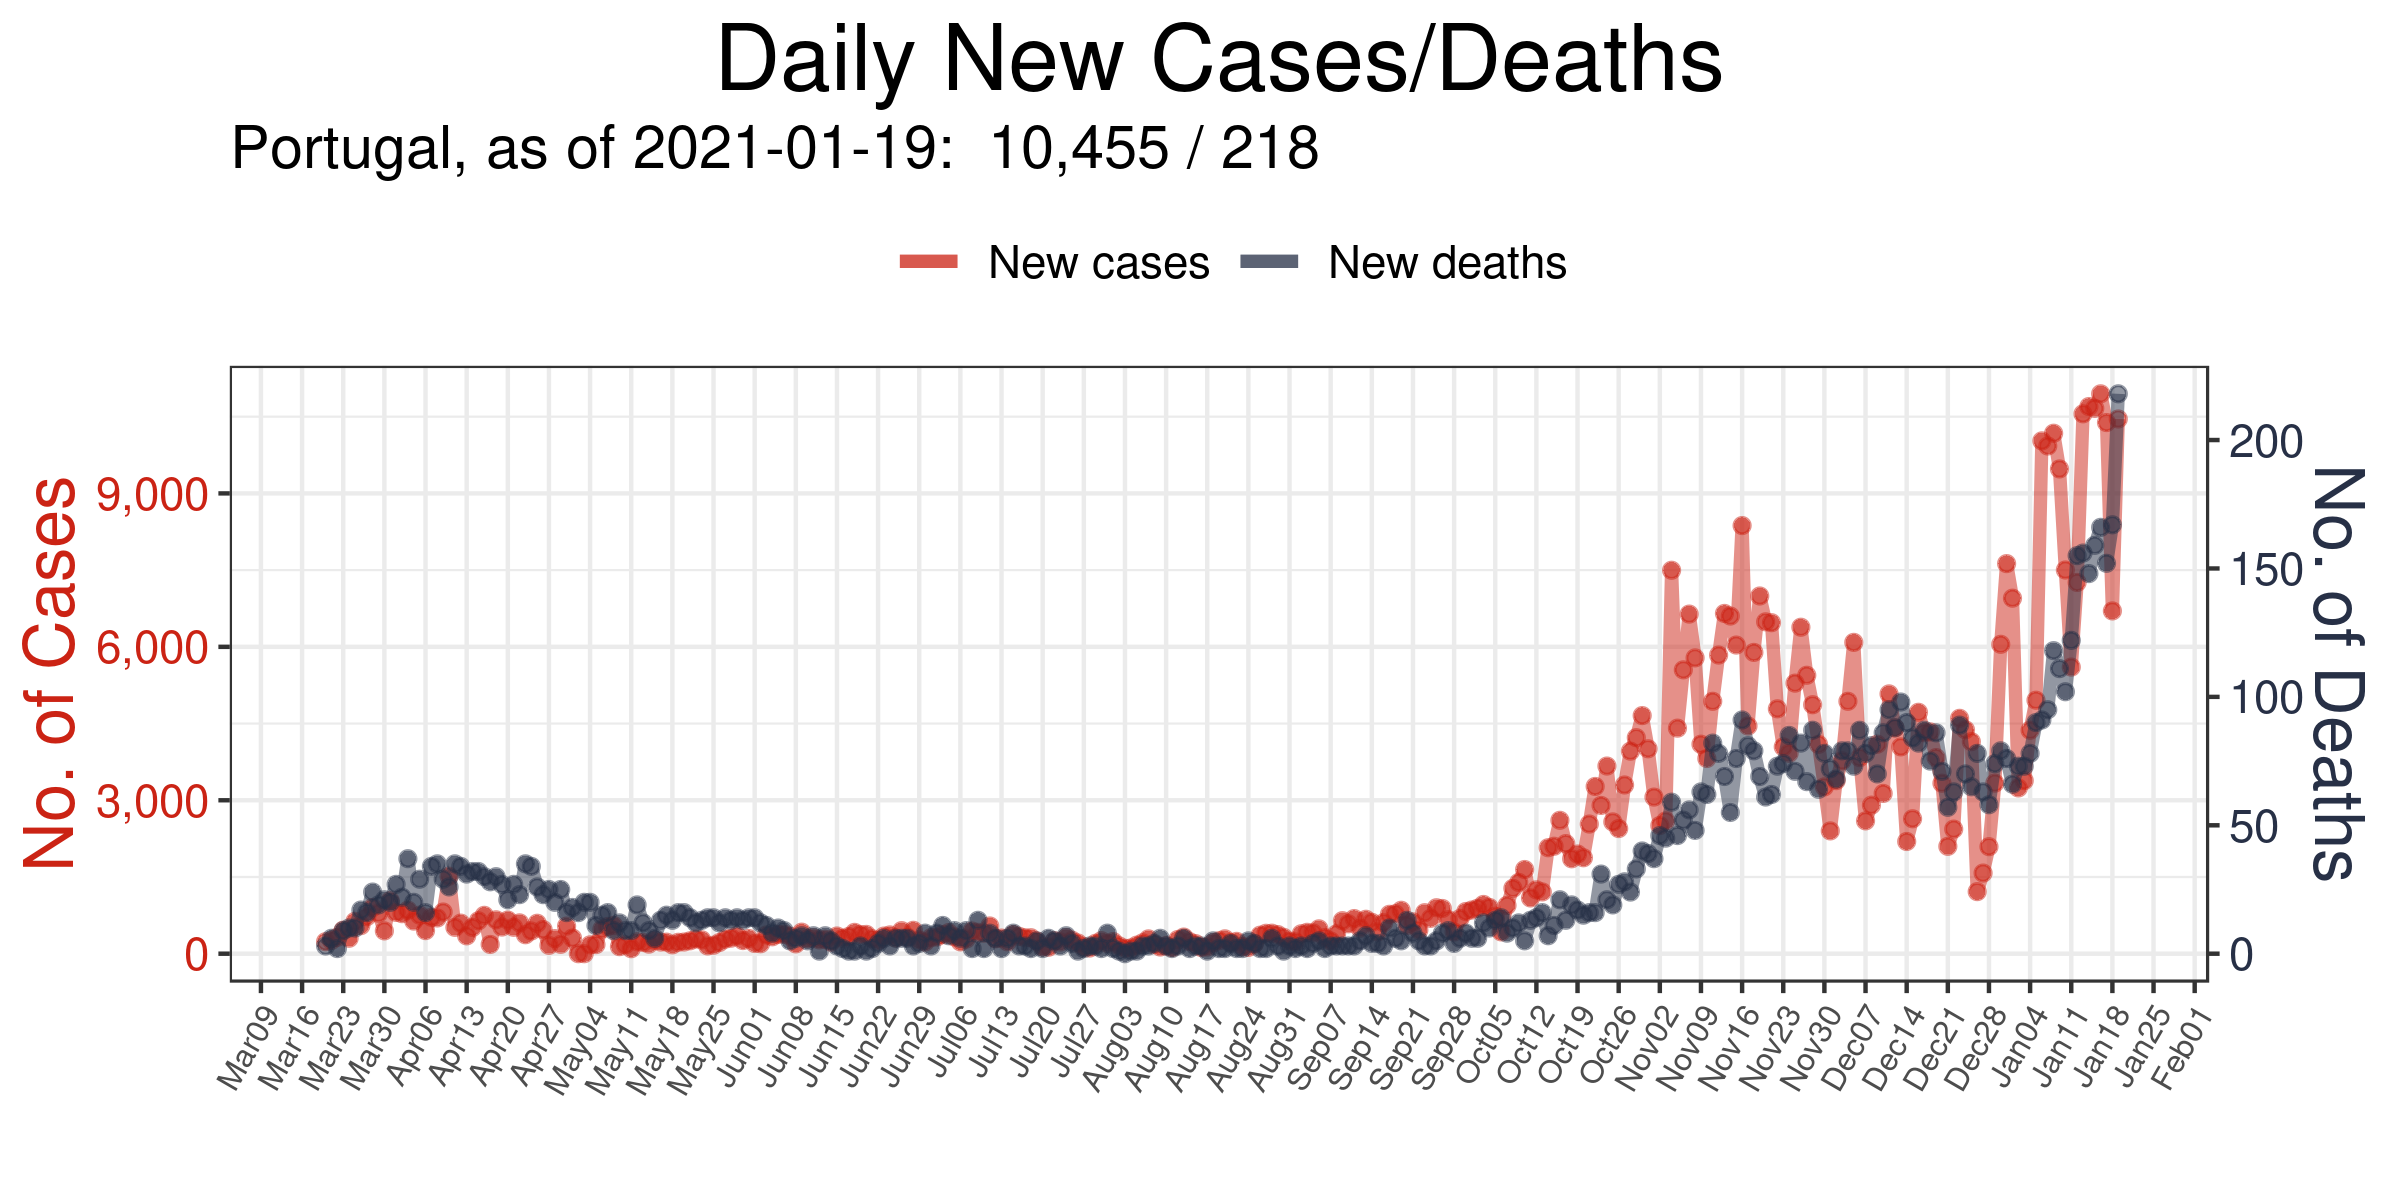 Daily New Cases/Deaths
Portugal, as of 2021-01-19:  10,455 / 218
New cases New deaths
No. of Cases
9,000
6,000
3,000
0
200
150
100
50
0
No. of Deaths
Mar09 Mar16 Mar23 Mar30 Apr06 Apr13 Apr20 Apr27 May04 May11 May18 May25 Jun01 Jun08 Jun15 Jun22 Jun29 Jul06 Jul13 Jul20 Jul27 Aug03 Aug10 Aug17 Aug24 Aug31 Sep07 Sep14 Sep21 Sep28 Oct05 Oct12 Oct19 Oct26 Nov02 Nov09 Nov16 Nov23 Nov30 Dec07 Dec14 Dec21 Dec28 Jan04 Jan11 Jan18 Jan25 Feb01